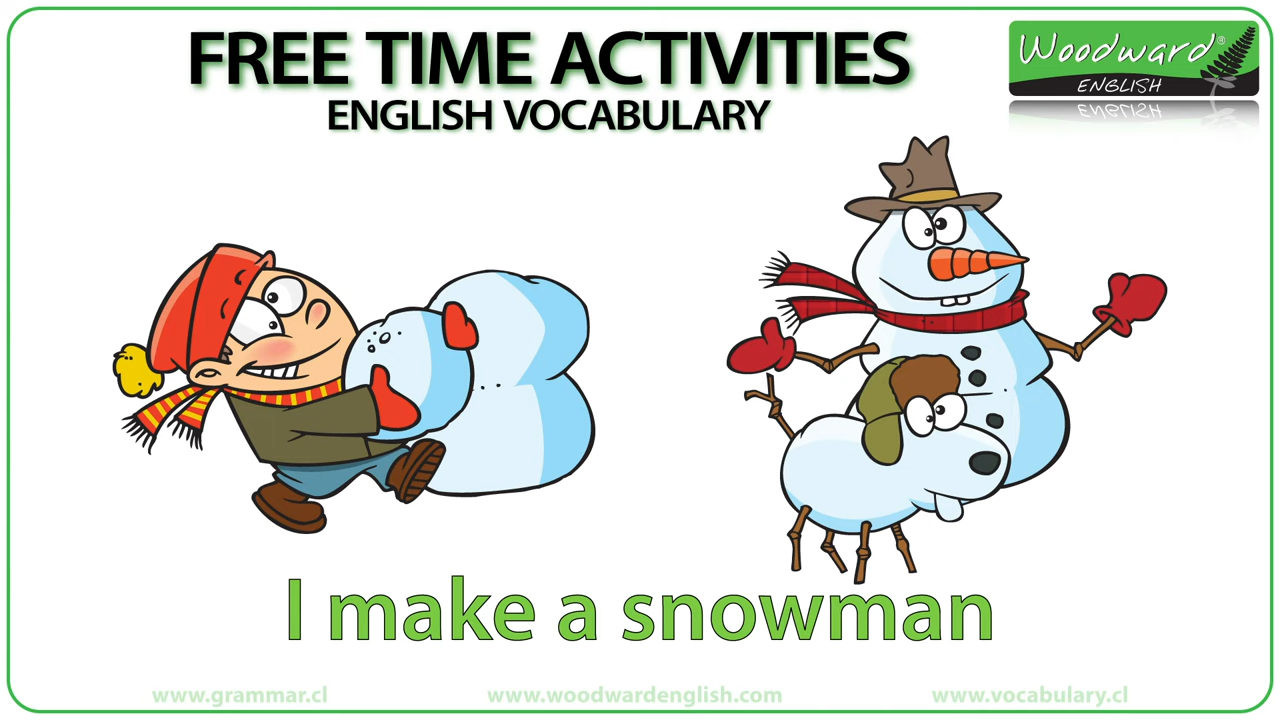 FREE TIME ACTIVITIES
ENGLISH VOCABULARY
Woodward®
ENGLISH
I make a snowman
www.grammar.cl
www.woodwardenglish.com
www.vocabulary.cl